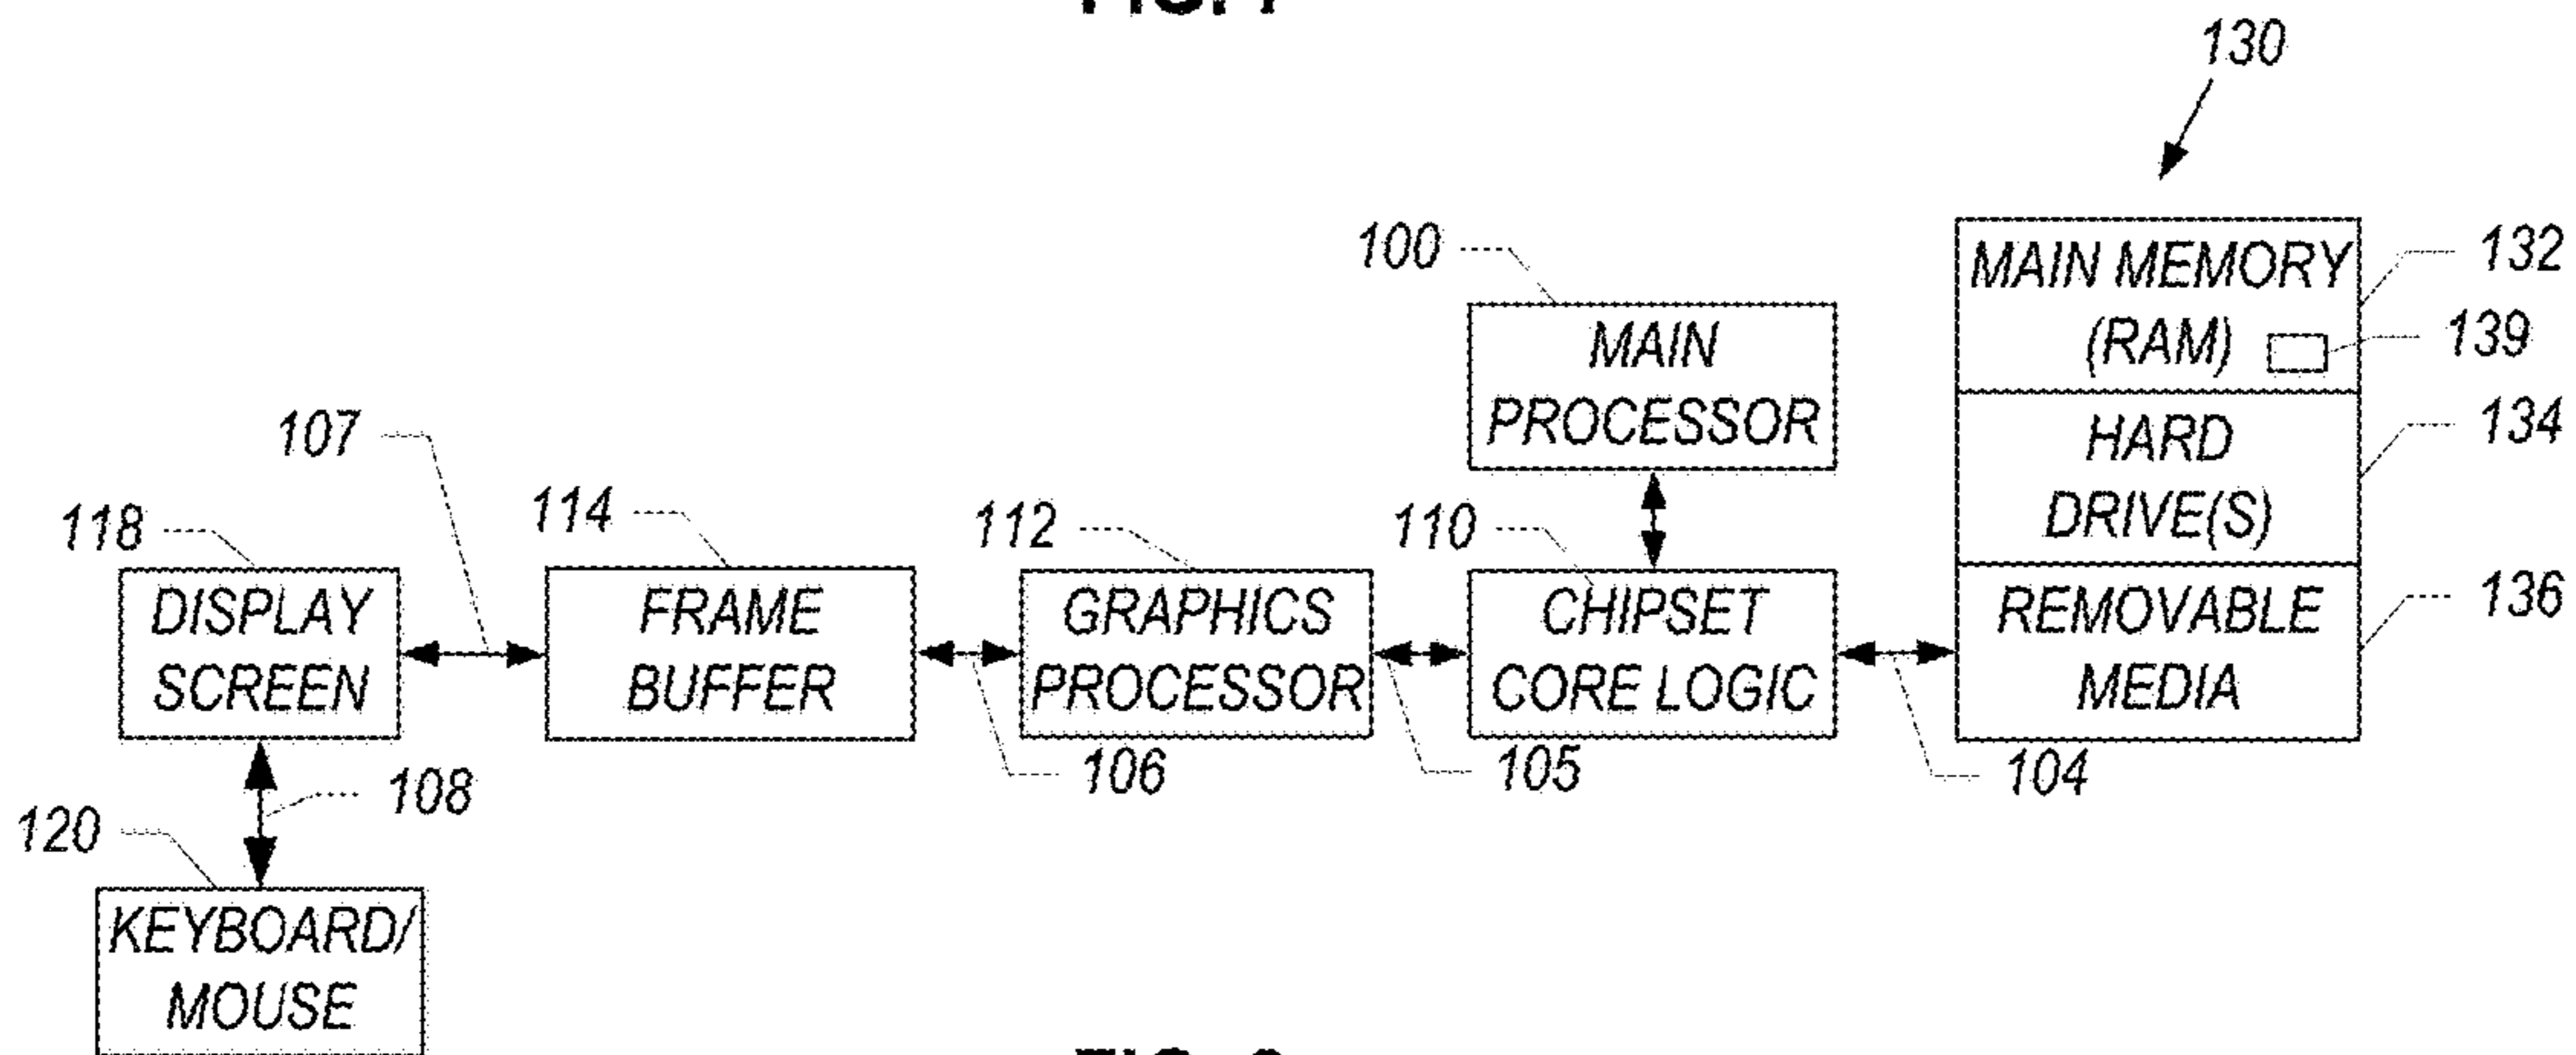 130
100
MAIN MEMORY
(RAM)
132
139
MAIN
PROCESSOR
HARD
DRIVE(S)
134
107
118
114
112
110
DISPLAY
SCREEN
FRAME
BUFFER
GRAPHICS
PROCESSOR
CHIPSET
CORE LOGIC
REMOVABLE
MEDIA
136
108
106
105
104
120
KEYBOARD/
MOUSE